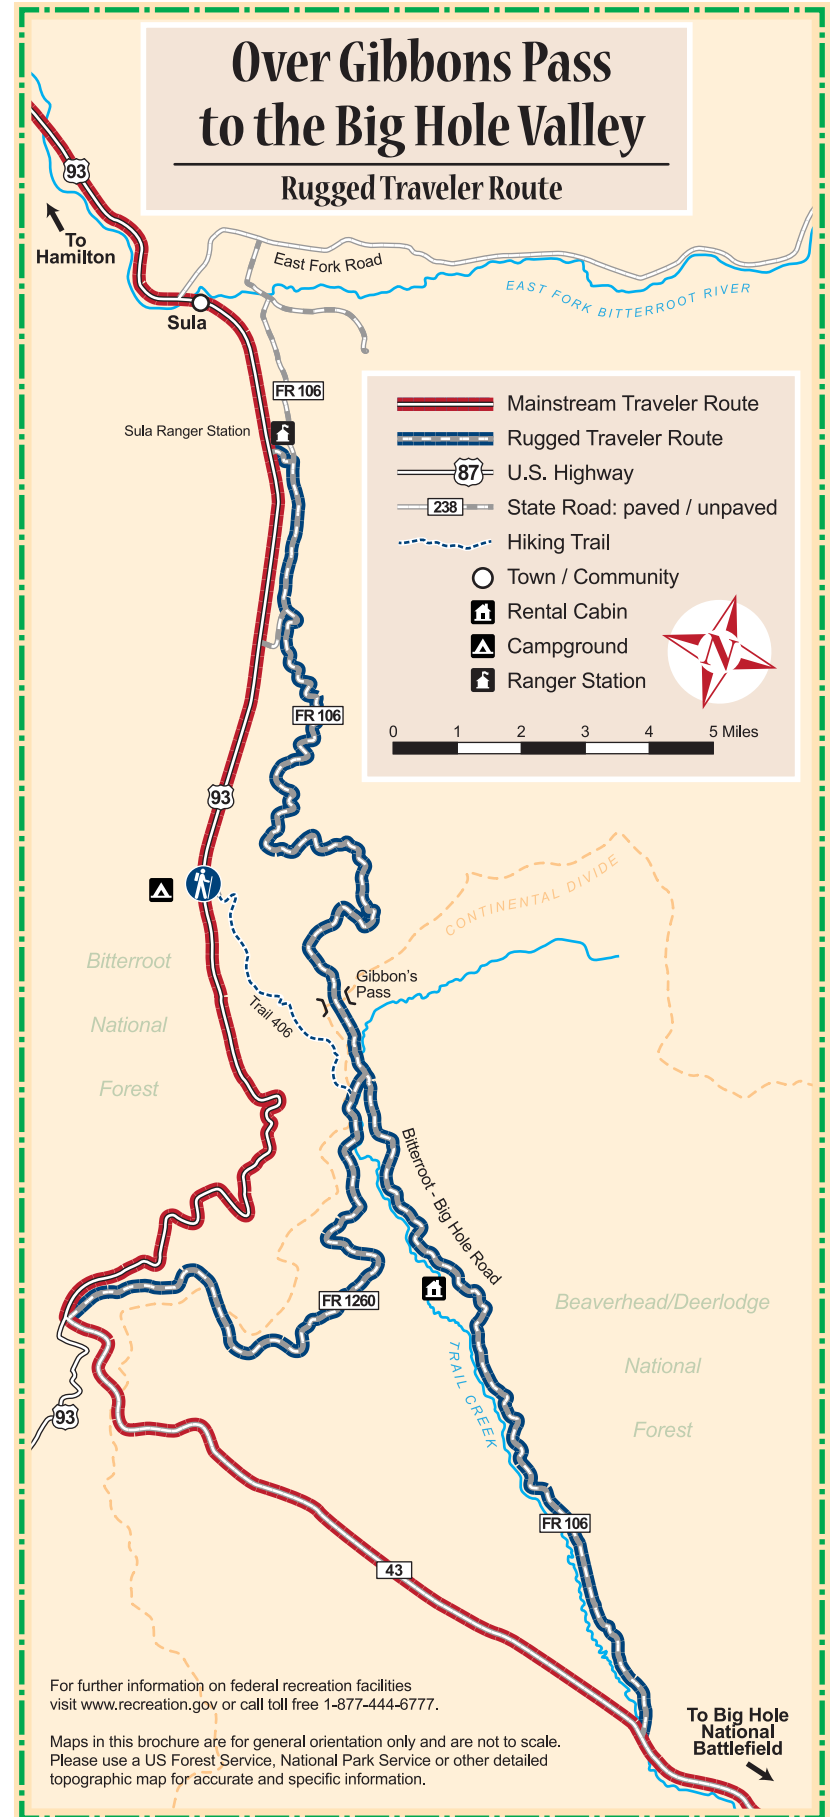 Over Gibbons Pass
to the Big Hole Valley
Rugged Traveler Route
93
To
Hamilton
East Fork Road
EAST FORK BITTERROOT RIVER
Sula
FR 106
Sula Ranger Station
Mainstream Traveler Route
Rugged Traveler Route
87 U.S. Highway
238 State Road: paved / unpaved
Hiking Trail
Town / Community
Rental Cabin
Campground
Ranger Station
N
0 1 2 3 4 5 Miles
FR 106
93
CONTINENTAL DIVIDE
Bitterroot
National
Forest
Gibbon's
Pass
Trail 406
Bitterroot - Big Hole Road
FR 1260
Beaverhead/Deerlodge
National
Forest
TRAIL CREEK
93
FR 106
43
For further information on federal recreation facilities
visit www.recreation.gov or call toll free 1-877-444-6777.
Maps in this brochure are for general orientation only and are not to scale.
Please use a US Forest Service, National Park Service or other detailed
topographic map for accurate and specific information.
To Big Hole
National
Battlefield